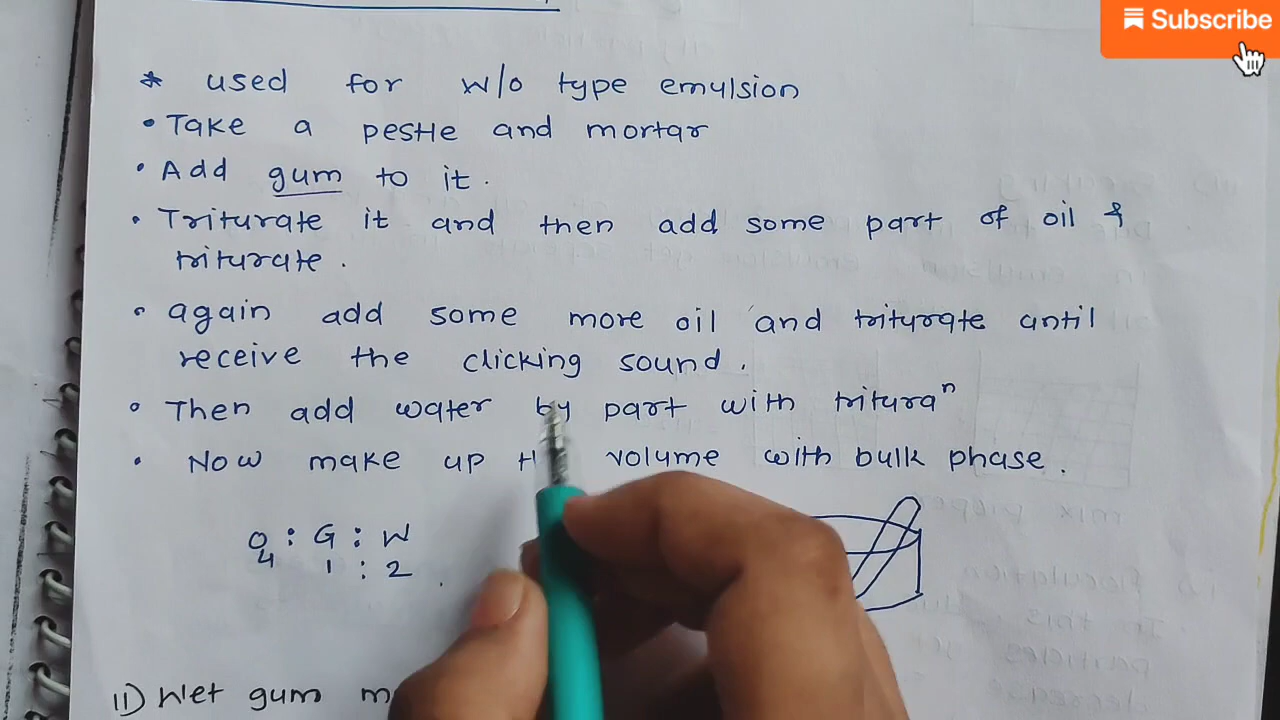 Subscribe
* used for w/o type emulsion
• Take a pestle and mortar
• Add gum to it.
• Triturate it and then add some part of oil &
triturate.
• again add some more oil and triturate until
receive the clicking sound.
• Then add water by part with trituraⁿ
• Now make up volume with bulk phase.
O : G : W
4 1 : 2 .
II) Wet gum